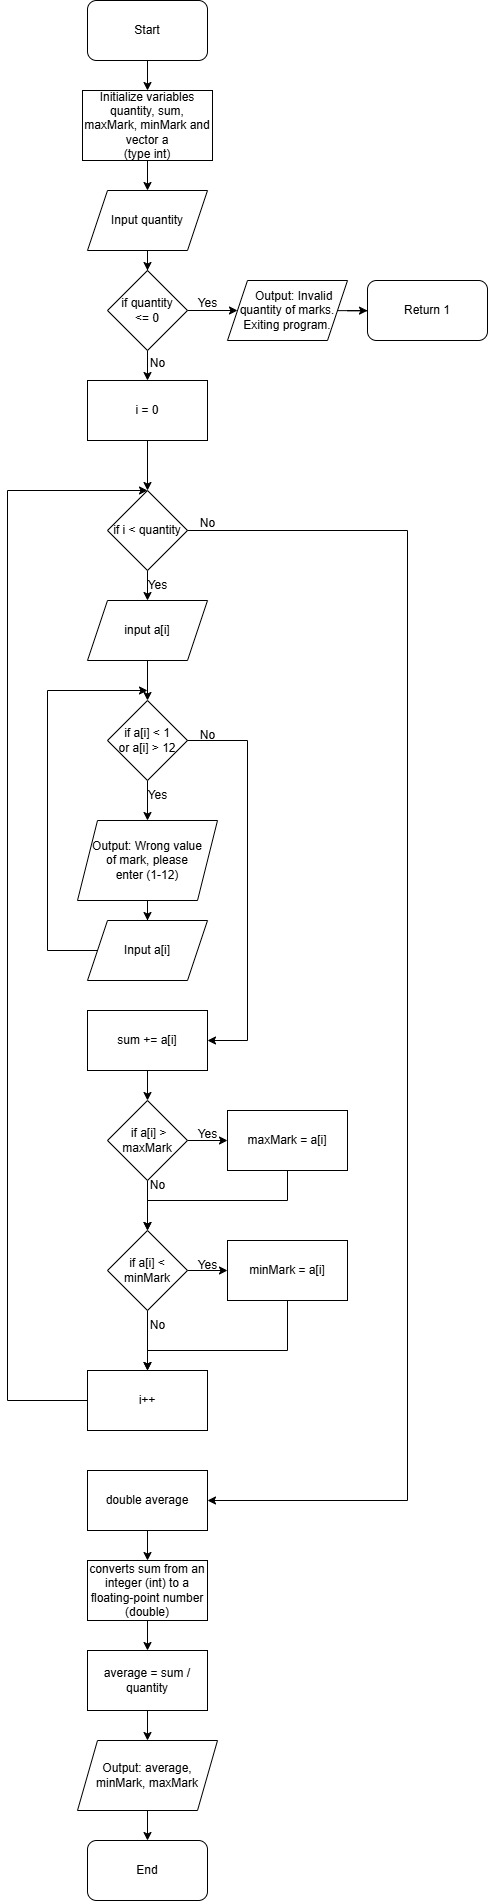 Start
Initialize variables
quantity, sum,
maxMark, minMark and
vector a
(type int)
Input quantity
if quantity
<= 0
Yes
Output: Invalid
quantity of marks.
Exiting program.
Return 1
No
i = 0
if i < quantity
No
Yes
input a[i]
if a[i] < 1
or a[i] > 12
No
Yes
Output: Wrong value
of mark, please
enter (1-12)
Input a[i]
sum += a[i]
if a[i] >
maxMark
Yes
maxMark = a[i]
No
if a[i] <
minMark
Yes
minMark = a[i]
No
i++
double average
converts sum from an
integer (int) to a
floating-point number
(double)
average = sum /
quantity
Output: average,
minMark, maxMark
End